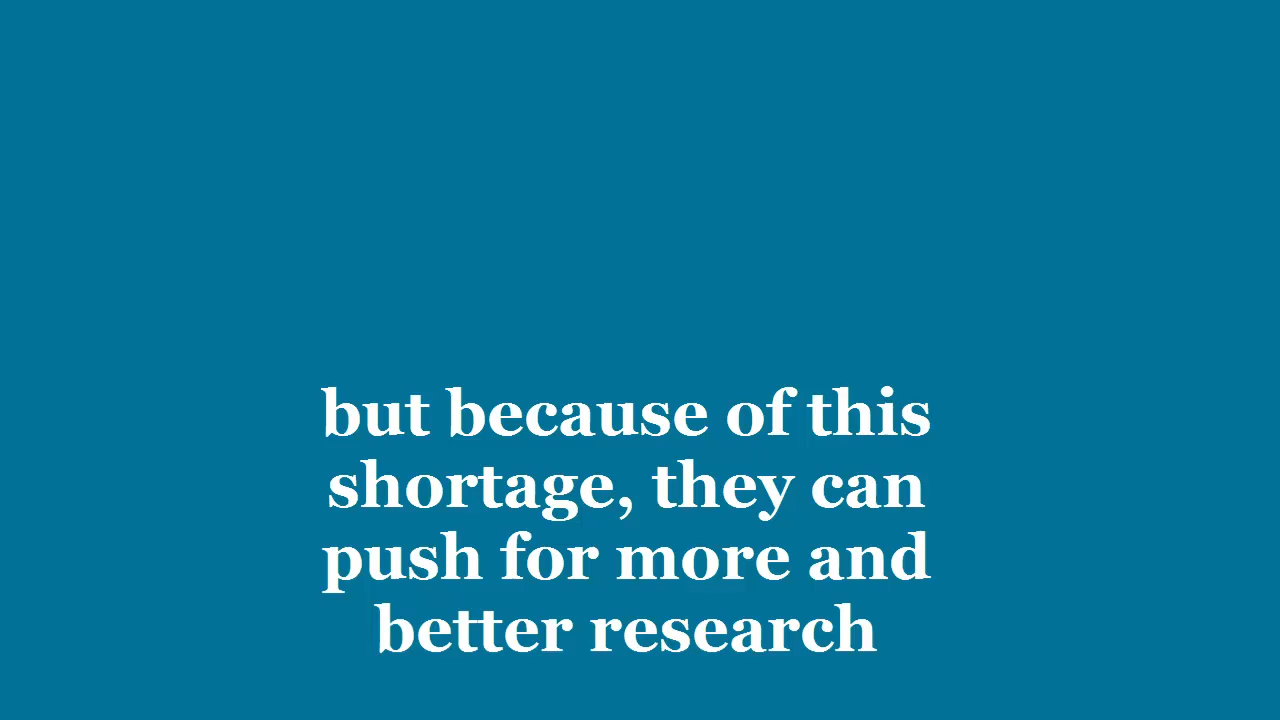 but because of this
shortage, they can
push for more and
better research